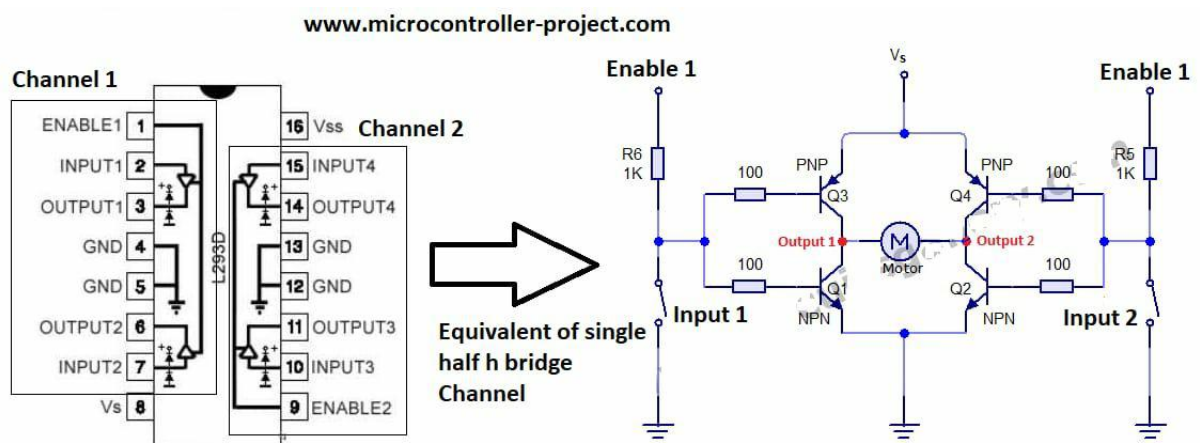 www.microcontroller-project.com
Channel 1
ENABLE1 1
INPUT1 2
OUTPUT1 3
GND 4
GND 5
OUTPUT2 6
INPUT2 7
Vs 8
L293D
Channel 2
16 Vss
15 INPUT4
14 OUTPUT4
13 GND
12 GND
11 OUTPUT3
10 INPUT3
9 ENABLE2
+
+
+
+
Equivalent of single
half h bridge
Channel
Enable 1
Vs
Enable 1
R6
1K
100
PNP
Q3
PNP
Q4
100
R5
1K
Output 1
M
Motor
Output 2
100
Q1
NPN
Q2
NPN
100
Input 1
Input 2